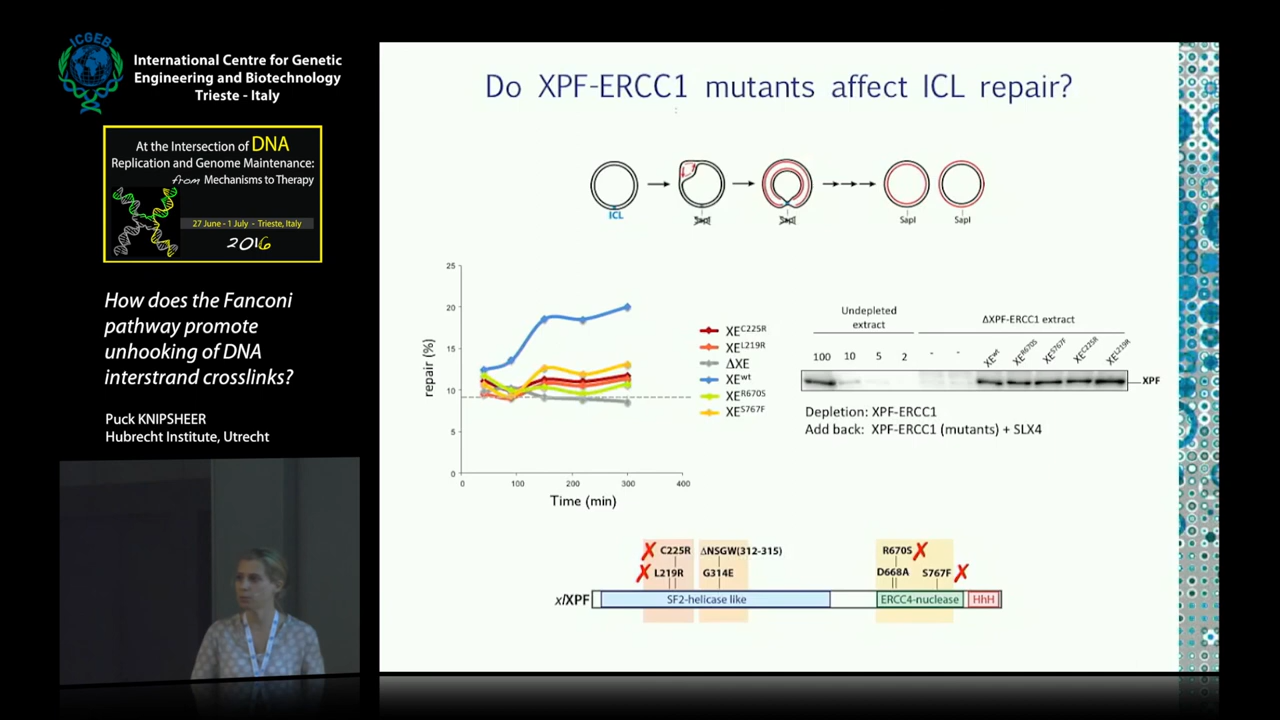 ICGEB
International Centre for Genetic
Engineering and Biotechnology
Trieste - Italy
At the Intersection of DNA
Replication and Genome Maintenance:
from Mechanisms to Therapy
27 June - 1 July - Trieste, Italy
2016
How does the Fanconi
pathway promote
unhooking of DNA
interstrand crosslinks?
Puck KNIPSHEER
Hubrecht Institute, Utrecht
Do XPF-ERCC1 mutants affect ICL repair?
ICL
SapI
SapI
SapI
SapI
25
20
15
10
5
0
repair (%)
0 100 200 300 400
Time (min)
XE^C225R
XE^L219R
ΔXE
XE^wt
XE^R670S
XE^S767F
Undepleted
extract
ΔXPF-ERCC1 extract
100 10 5 2 - - XE^wt XE^R670S XE^S767F XE^C225R XE^L219R
XPF
Depletion: XPF-ERCC1
Add back: XPF-ERCC1 (mutants) + SLX4
✗ C225R ΔNSGW(312-315) R670S ✗
✗ L219R G314E D668A S767F ✗
xlXPF SF2-helicase like ERCC4-nuclease HhH